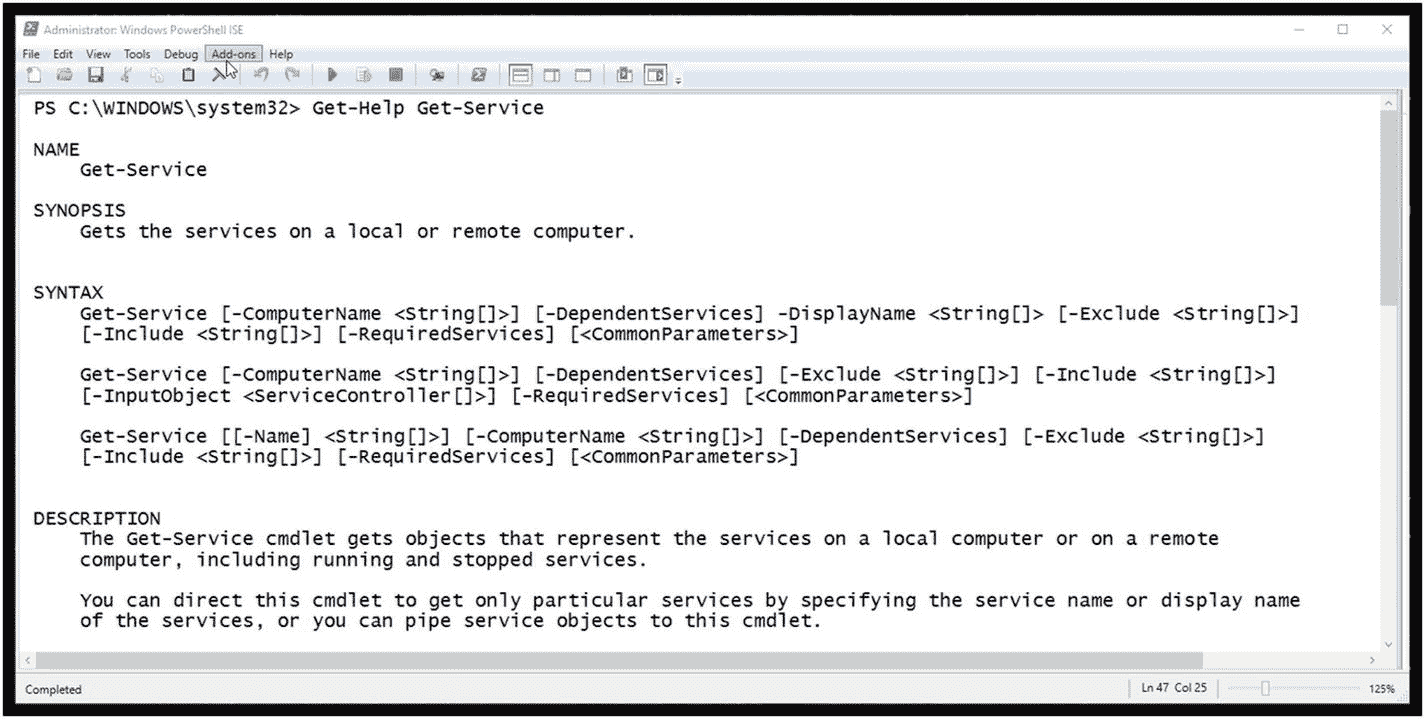 Administrator: Windows PowerShell ISE
File Edit View Tools Debug Add-ons Help
PS C:\WINDOWS\system32> Get-Help Get-Service
NAME
Get-Service
SYNOPSIS
Gets the services on a local or remote computer.
SYNTAX
Get-Service [-ComputerName <String[]>] [-DependentServices] -DisplayName <String[]> [-Exclude <String[]>]
[-Include <String[]>] [-RequiredServices] [<CommonParameters>]
Get-Service [-ComputerName <String[]>] [-DependentServices] [-Exclude <String[]>] [-Include <String[]>]
[-InputObject <ServiceController[]>] [-RequiredServices] [<CommonParameters>]
Get-Service [[-Name] <String[]>] [-ComputerName <String[]>] [-DependentServices] [-Exclude <String[]>]
[-Include <String[]>] [-RequiredServices] [<CommonParameters>]
DESCRIPTION
The Get-Service cmdlet gets objects that represent the services on a local computer or on a remote
computer, including running and stopped services.
You can direct this cmdlet to get only particular services by specifying the service name or display name
of the services, or you can pipe service objects to this cmdlet.
Completed Ln 47 Col 25 125%